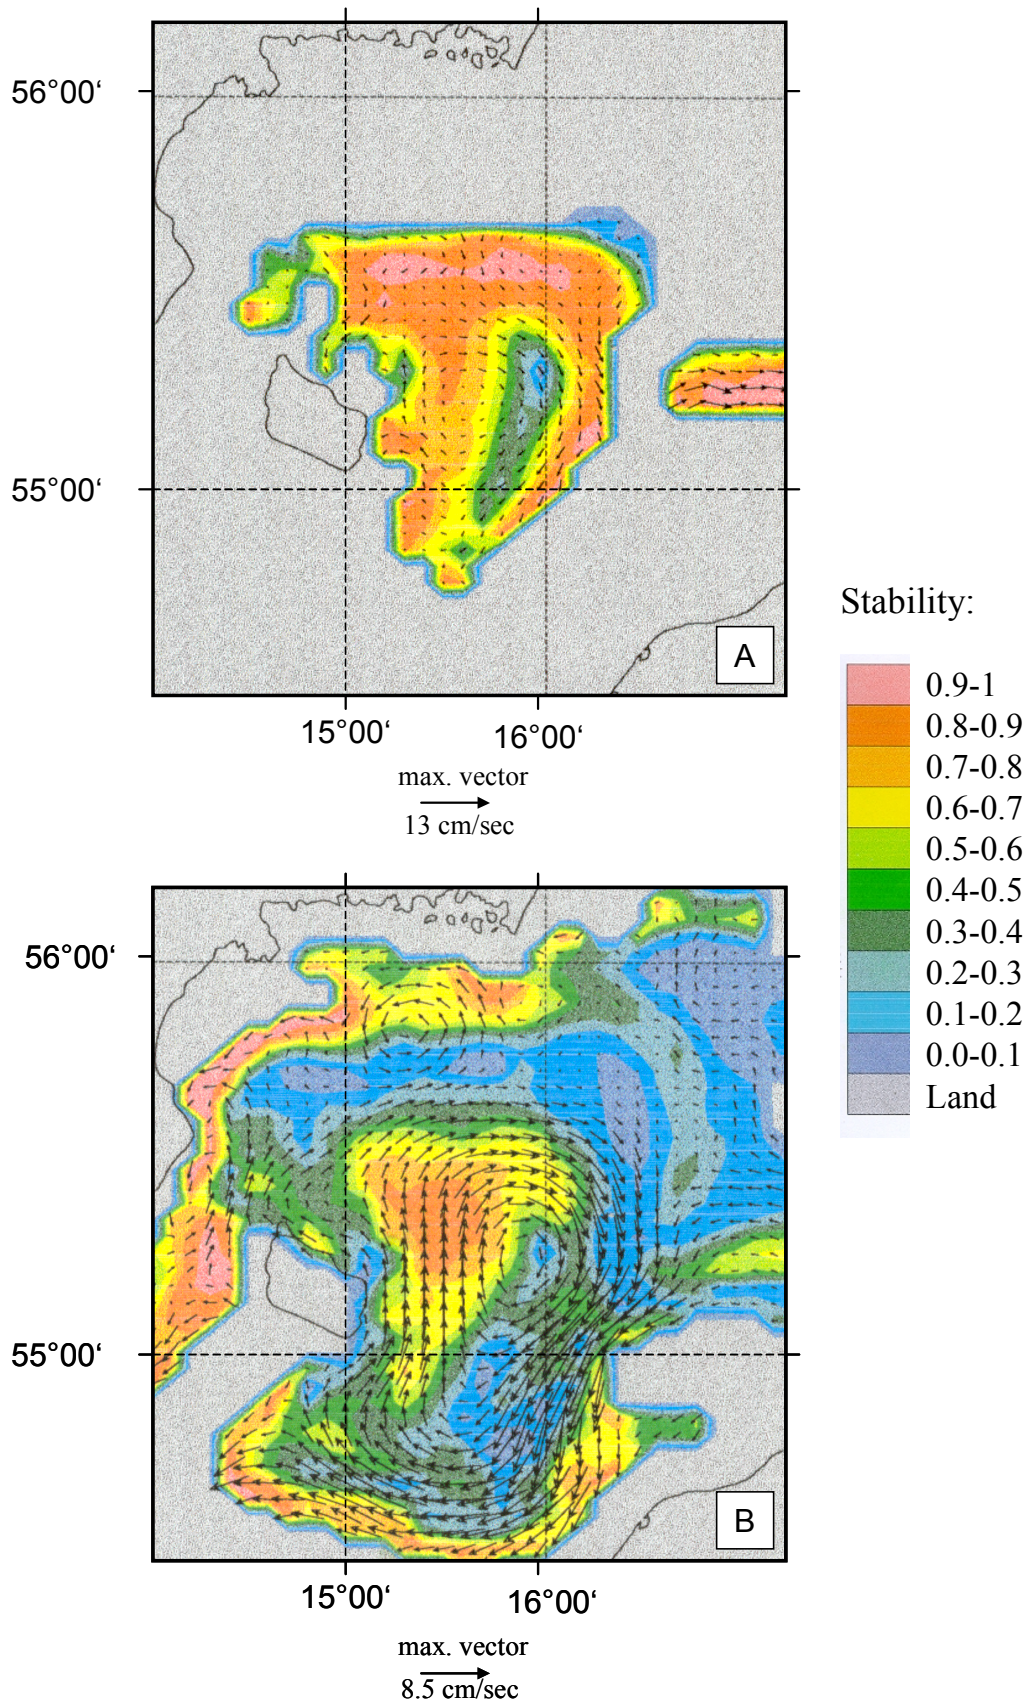 56°00‘
55°00‘
A
15°00‘ 16°00‘
max. vector
13 cm/sec
Stability:
0.9-1
0.8-0.9
0.7-0.8
0.6-0.7
0.5-0.6
0.4-0.5
0.3-0.4
0.2-0.3
0.1-0.2
0.0-0.1
Land
56°00‘
55°00‘
B
15°00‘ 16°00‘
max. vector
8.5 cm/sec